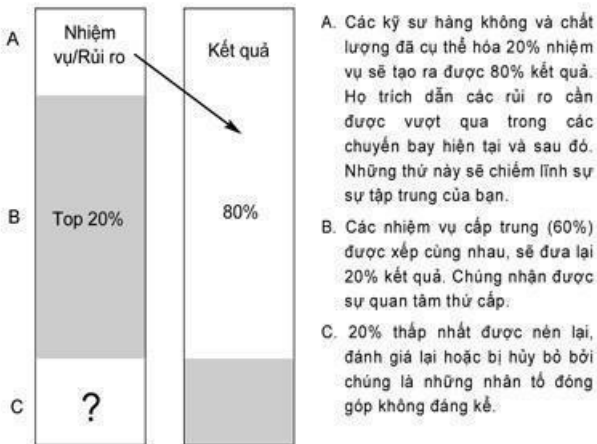 A
Nhiệm
vụ/Rủi ro
Kết quả
B
Top 20%
80%
C
?
A. Các kỹ sư hàng không và chất
lượng đã cụ thể hóa 20% nhiệm
vụ sẽ tạo ra được 80% kết quả.
Họ trích dẫn các rủi ro cần
được vượt qua trong các
chuyến bay hiện tại và sau đó.
Những thứ này sẽ chiếm lĩnh sự
sự tập trung của bạn.
B. Các nhiệm vụ cấp trung (60%)
được xếp cùng nhau, sẽ đưa lại
20% kết quả. Chúng nhận được
sự quan tâm thứ cấp.
C. 20% thấp nhất được nén lại,
đánh giá lại hoặc bị hủy bỏ bởi
chúng là những nhân tố đóng
góp không đáng kể.